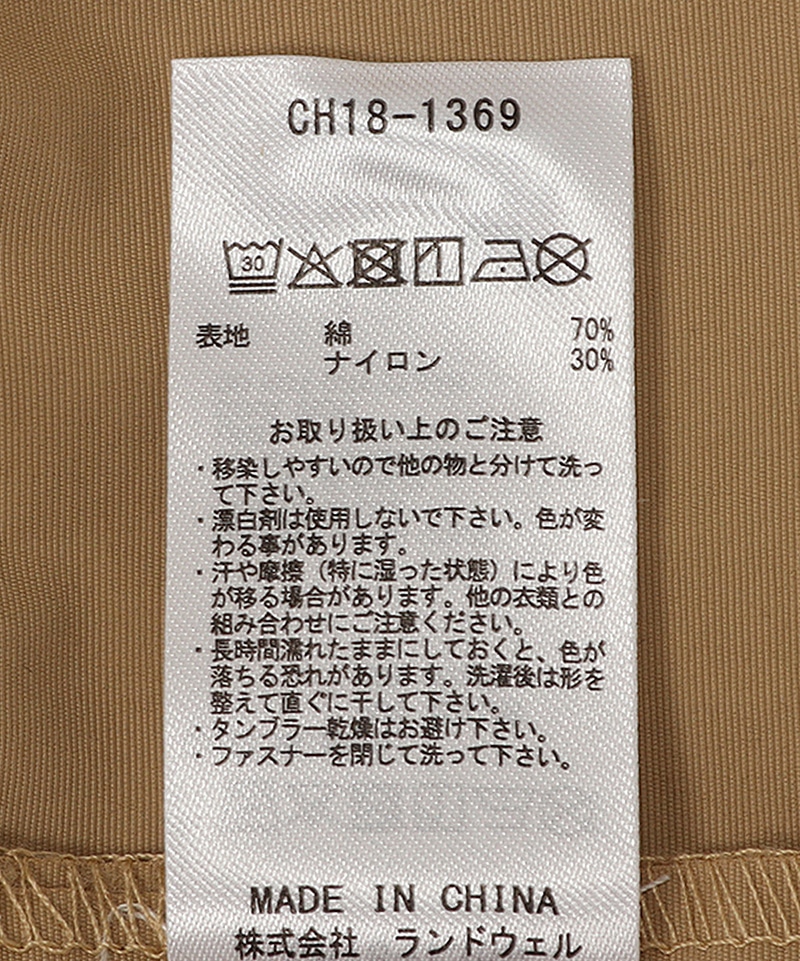 CH18-1369
30
表地 綿 70%
ナイロン 30%
お取り扱い上のご注意
・移染しやすいので他の物と分けて洗っ
て下さい。
・漂白剤は使用しないで下さい。色が変
わる事があります。
・汗や摩擦（特に湿った状態）により色
が移る場合があります。他の衣類との
組み合わせにご注意ください。
・長時間濡れたままにしておくと、色が
落ちる恐れがあります。洗濯後は形を
整えて直ぐに干して下さい。
・タンブラー乾燥はお避け下さい。
・ファスナーを閉じて洗って下さい。
MADE IN CHINA
株式会社 ランドウェル